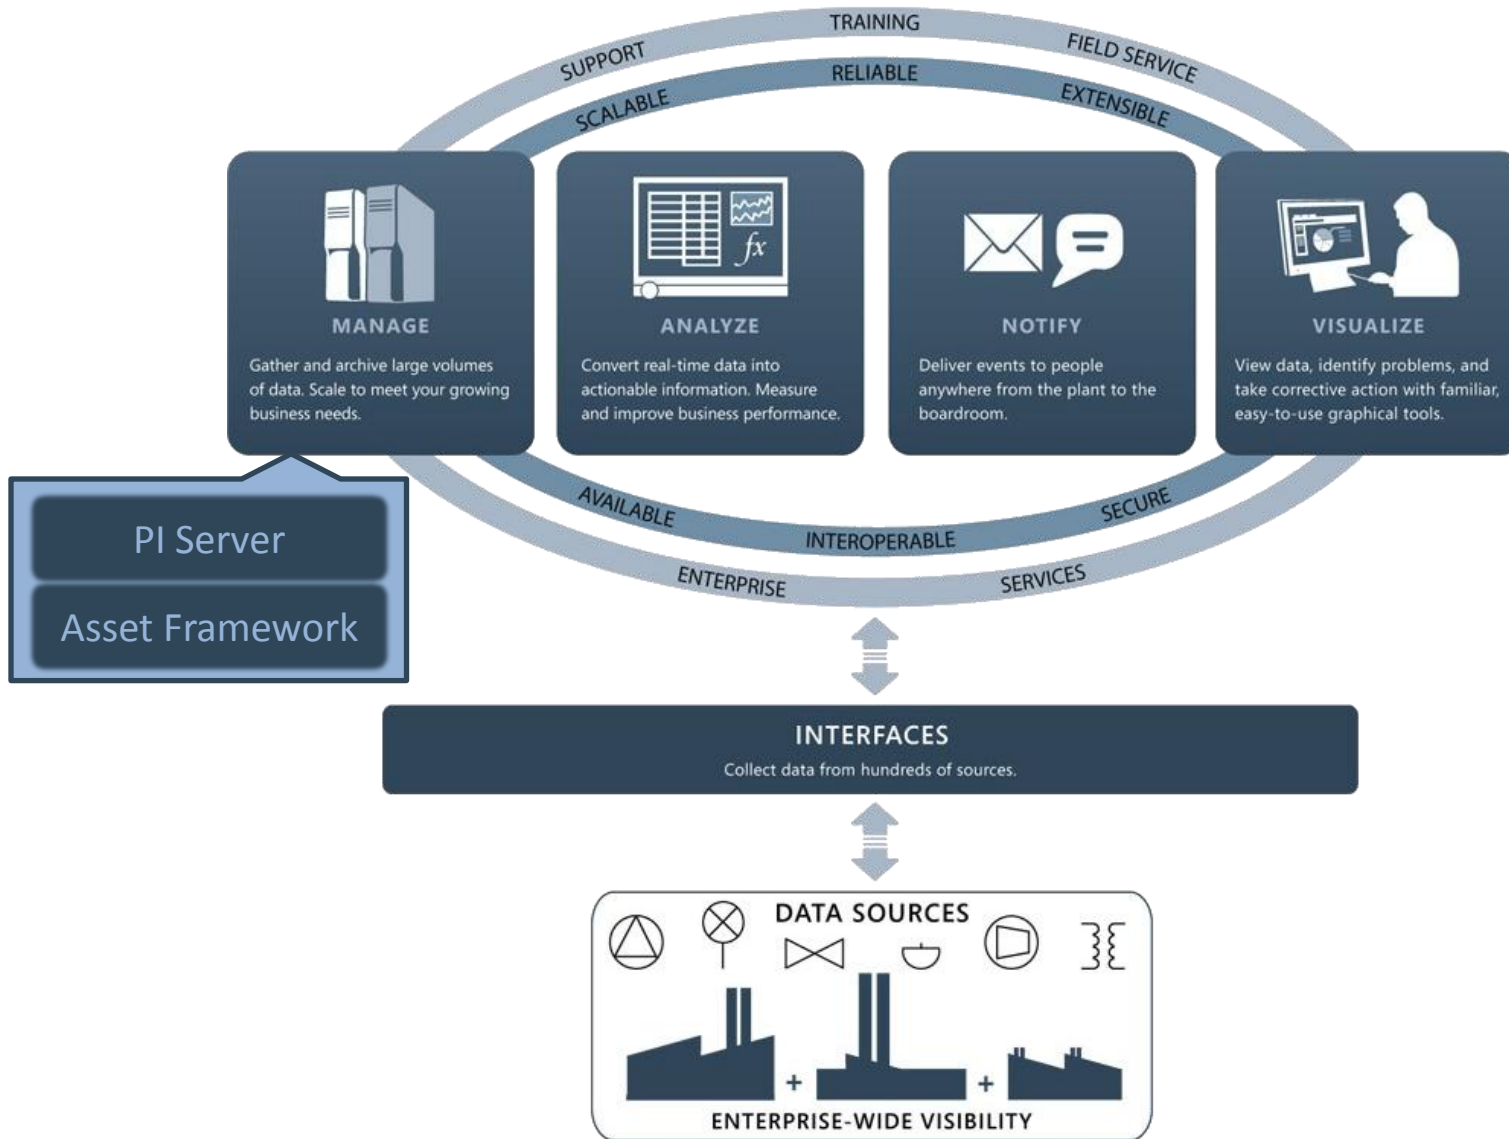 TRAINING
SUPPORT
FIELD SERVICE
RELIABLE
SCALABLE
EXTENSIBLE
fx
MANAGE
Gather and archive large volumes
of data. Scale to meet your growing
business needs.
ANALYZE
Convert real-time data into
actionable information. Measure
and improve business performance.
NOTIFY
Deliver events to people
anywhere from the plant to the
boardroom.
VISUALIZE
View data, identify problems, and
take corrective action with familiar,
easy-to-use graphical tools.
PI Server
Asset Framework
AVAILABLE
INTEROPERABLE
SECURE
ENTERPRISE
SERVICES
INTERFACES
Collect data from hundreds of sources.
DATA SOURCES
+
+
ENTERPRISE-WIDE VISIBILITY